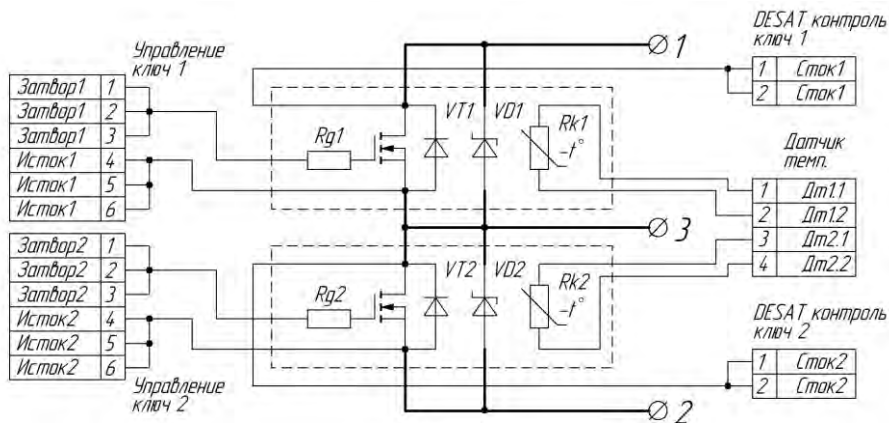 Управление
ключ 1
Затвор1 1
Затвор1 2
Затвор1 3
Исток1 4
Исток1 5
Исток1 6
Затвор2 1
Затвор2 2
Затвор2 3
Исток2 4
Исток2 5
Исток2 6
Управление
ключ 2
Rg1
VT1
VD1
Rk1
-t°
Rg2
VT2
VD2
Rk2
-t°
1
3
2
DESAT контроль
ключ 1
1 Сток1
2 Сток1
Датчик
темп.
1 Дт1.1
2 Дт1.2
3 Дт2.1
4 Дт2.2
DESAT контроль
ключ 2
1 Сток2
2 Сток2